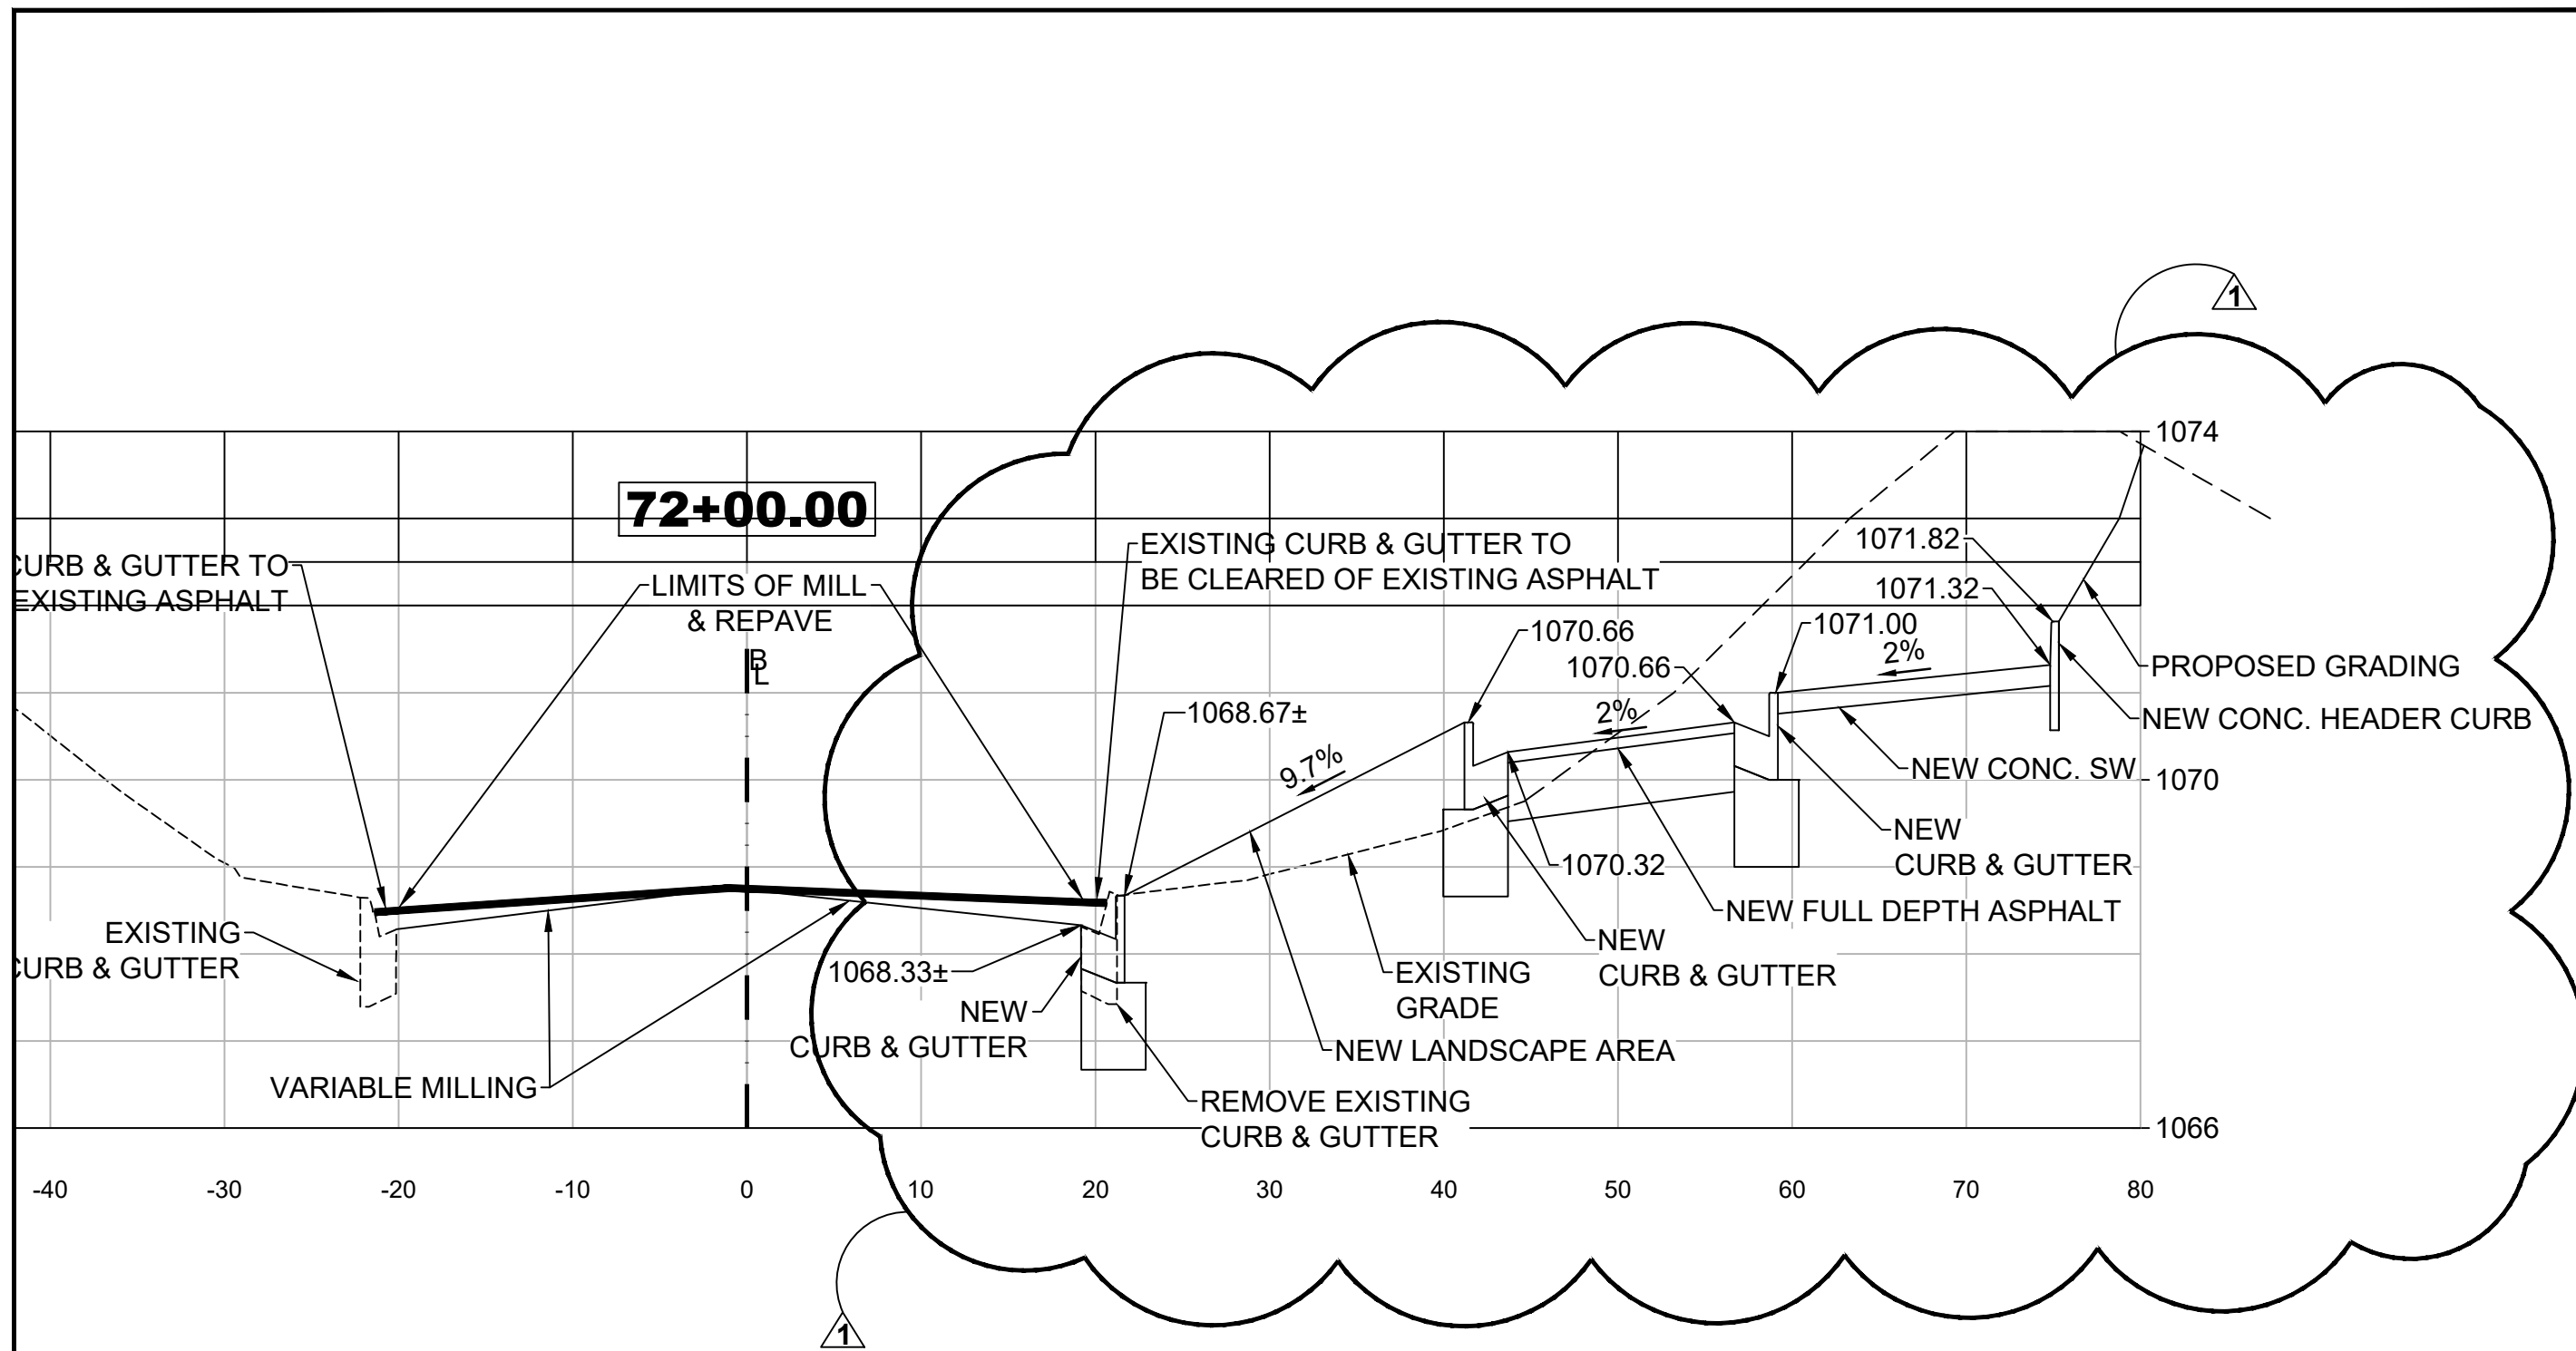 1
1074
72+00.00
1071.82
EXISTING CURB & GUTTER TO
BE CLEARED OF EXISTING ASPHALT
CURB & GUTTER TO
EXISTING ASPHALT
LIMITS OF MILL
& REPAVE
1071.32
1070.66
1071.00
2%
BL
1070.66
PROPOSED GRADING
1068.67±
2%
NEW CONC. HEADER CURB
9.7%
NEW CONC. SW
1070
NEW
CURB & GUTTER
1070.32
NEW FULL DEPTH ASPHALT
EXISTING
CURB & GUTTER
NEW
CURB & GUTTER
1068.33±
EXISTING
GRADE
NEW
CURB & GUTTER
NEW LANDSCAPE AREA
VARIABLE MILLING
REMOVE EXISTING
CURB & GUTTER
1066
-40 -30 -20 -10 0 10 20 30 40 50 60 70 80
1